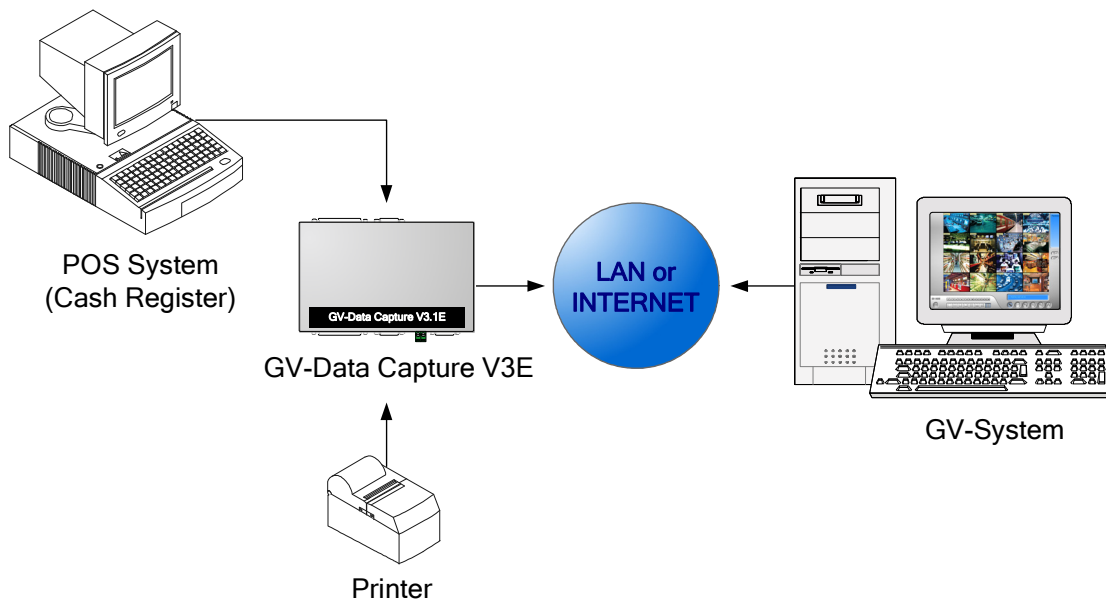 POS System
(Cash Register)
GV-Data Capture V3.1E
GV-Data Capture V3E
LAN or
INTERNET
GV-System
Printer